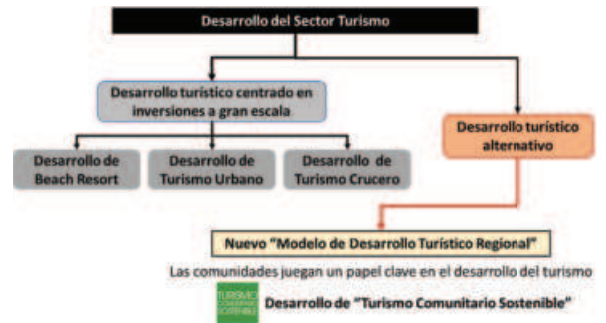 Desarrollo del Sector Turismo
Desarrollo turístico centrado en
inversiones a gran escala
Desarrollo turístico
alternativo
Desarrollo de
Beach Resort
Desarrollo de
Turismo Urbano
Desarrollo de
Turismo Crucero
Nuevo "Modelo de Desarrollo Turístico Regional"
Las comunidades juegan un papel clave en el desarrollo del turismo
TURISMO
COMUNITARIO
SOSTENIBLE
Desarrollo de "Turismo Comunitario Sostenible"